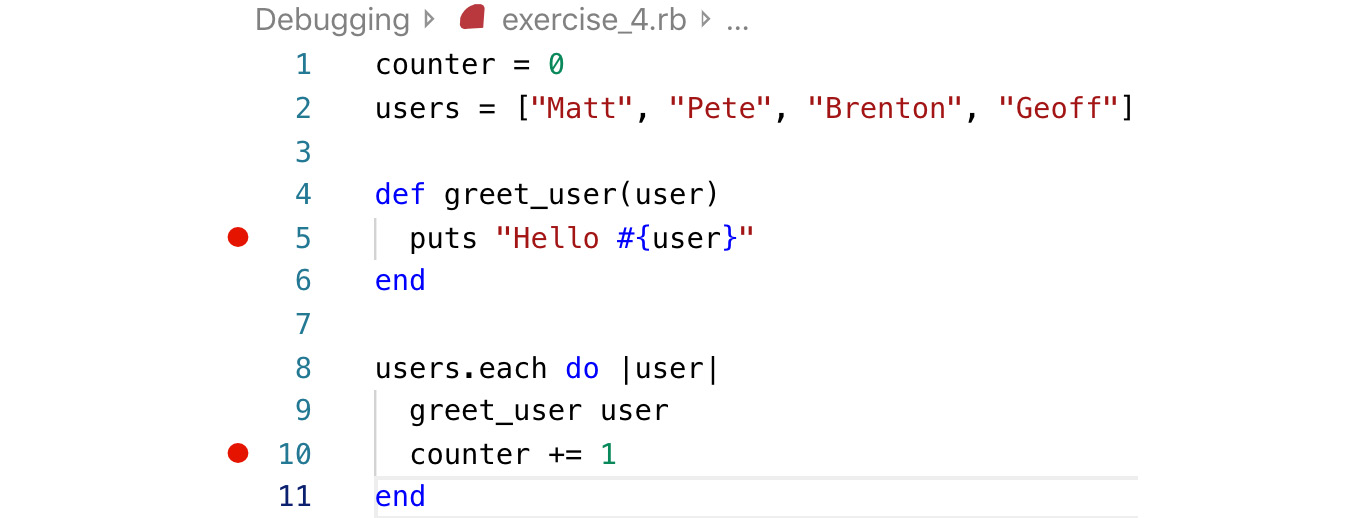 Debugging exercise_4.rb ...
1 counter = 0
2 users = ["Matt", "Pete", "Brenton", "Geoff"]
3
4 def greet_user(user)
5 puts "Hello #{user}"
6 end
7
8 users.each do |user|
9 greet_user user
10 counter += 1
11 end